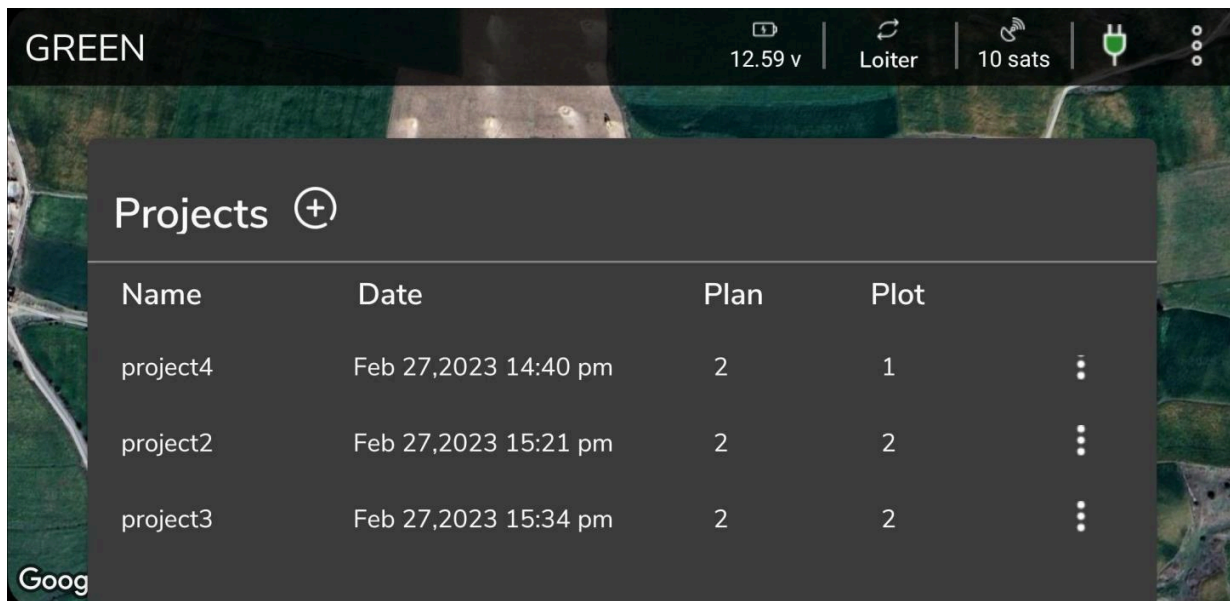 GREEN
12.59 v
Loiter
10 sats
Projects
Name Date Plan Plot
project4 Feb 27,2023 14:40 pm 2 1
project2 Feb 27,2023 15:21 pm 2 2
project3 Feb 27,2023 15:34 pm 2 2
Goog